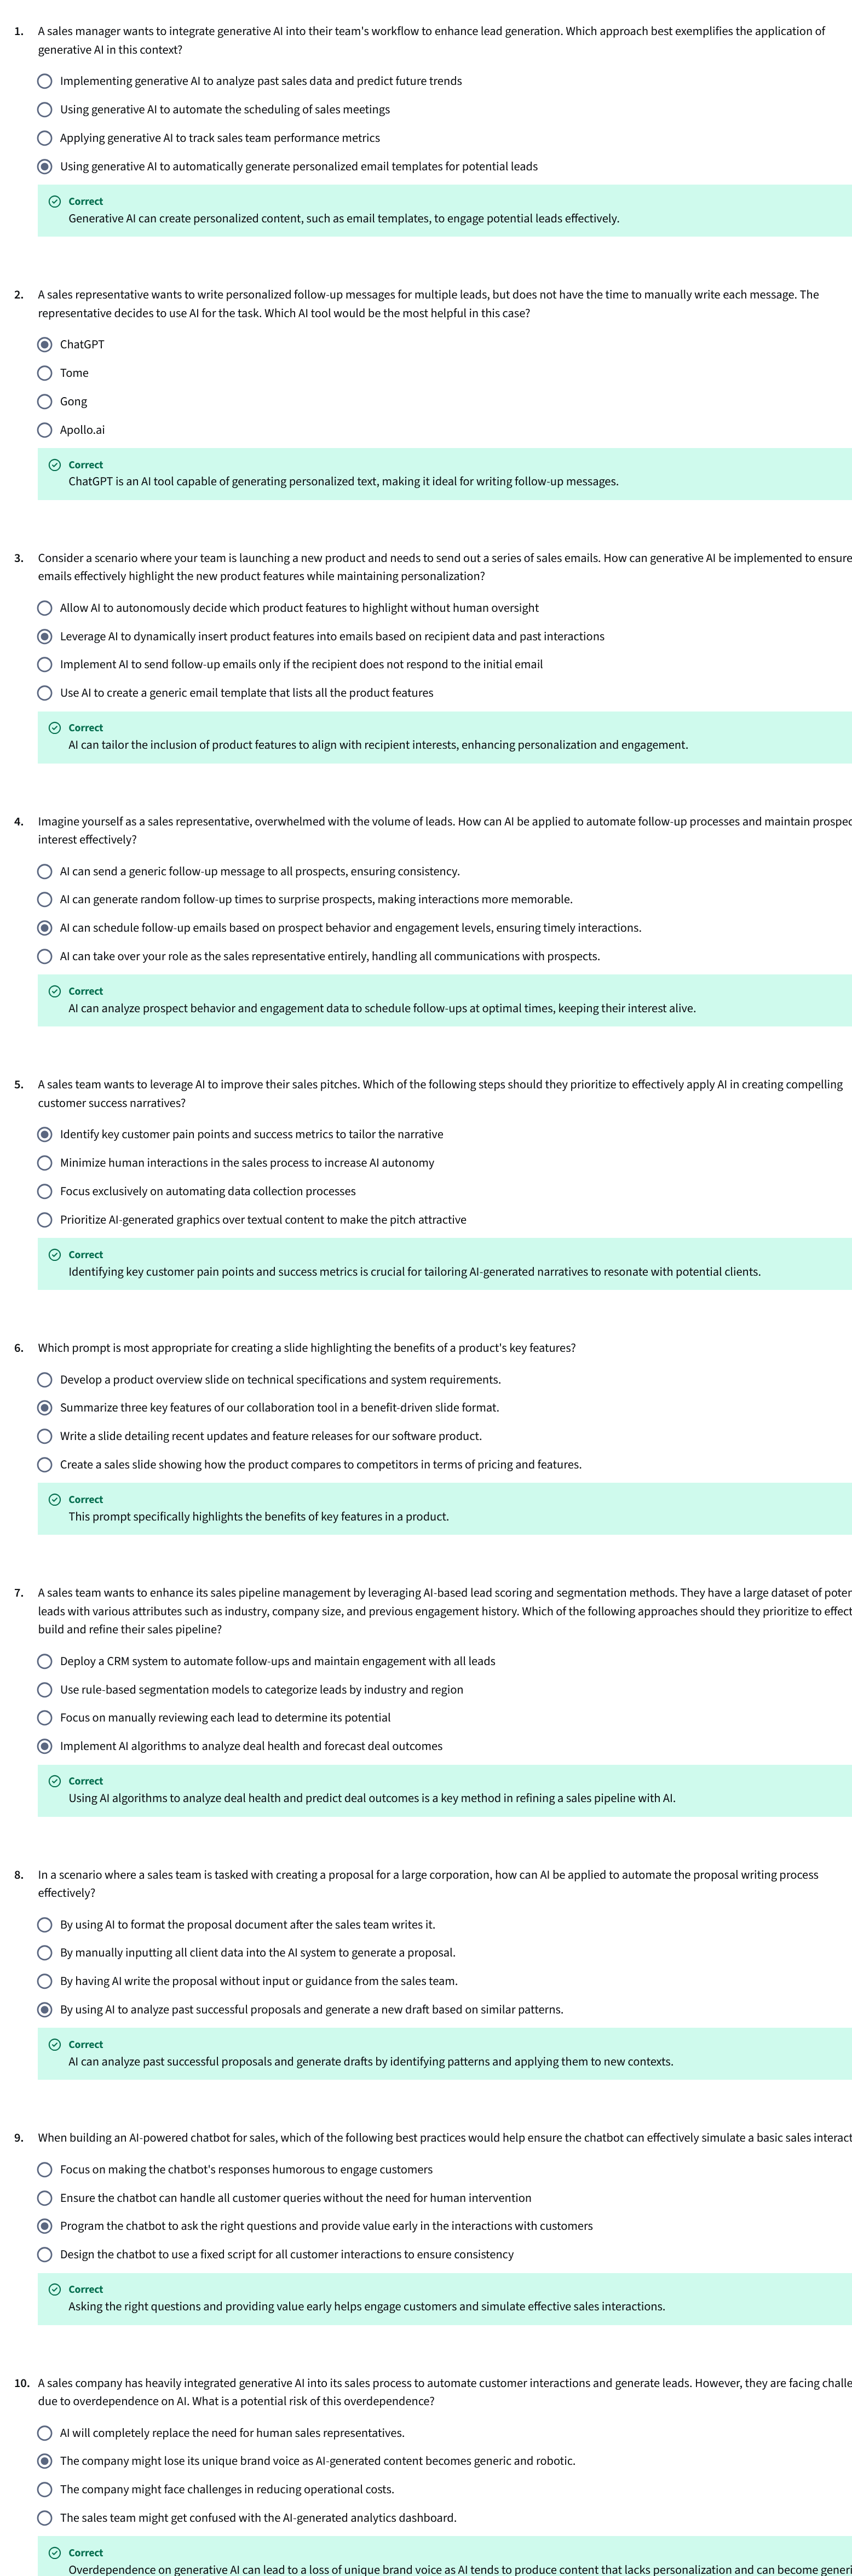 1. A sales manager wants to integrate generative AI into their team's workflow to enhance lead generation. Which approach best exemplifies the application of
generative AI in this context?
Implementing generative AI to analyze past sales data and predict future trends
Using generative AI to automate the scheduling of sales meetings
Applying generative AI to track sales team performance metrics
Using generative AI to automatically generate personalized email templates for potential leads
Correct
Generative AI can create personalized content, such as email templates, to engage potential leads effectively.
2. A sales representative wants to write personalized follow-up messages for multiple leads, but does not have the time to manually write each message. The
representative decides to use AI for the task. Which AI tool would be the most helpful in this case?
ChatGPT
Tome
Gong
Apollo.ai
Correct
ChatGPT is an AI tool capable of generating personalized text, making it ideal for writing follow-up messages.
3. Consider a scenario where your team is launching a new product and needs to send out a series of sales emails. How can generative AI be implemented to ensure
emails effectively highlight the new product features while maintaining personalization?
Allow AI to autonomously decide which product features to highlight without human oversight
Leverage AI to dynamically insert product features into emails based on recipient data and past interactions
Implement AI to send follow-up emails only if the recipient does not respond to the initial email
Use AI to create a generic email template that lists all the product features
Correct
AI can tailor the inclusion of product features to align with recipient interests, enhancing personalization and engagement.
4. Imagine yourself as a sales representative, overwhelmed with the volume of leads. How can AI be applied to automate follow-up processes and maintain prospec
interest effectively?
AI can send a generic follow-up message to all prospects, ensuring consistency.
AI can generate random follow-up times to surprise prospects, making interactions more memorable.
AI can schedule follow-up emails based on prospect behavior and engagement levels, ensuring timely interactions.
AI can take over your role as the sales representative entirely, handling all communications with prospects.
Correct
AI can analyze prospect behavior and engagement data to schedule follow-ups at optimal times, keeping their interest alive.
5. A sales team wants to leverage AI to improve their sales pitches. Which of the following steps should they prioritize to effectively apply AI in creating compelling
customer success narratives?
Identify key customer pain points and success metrics to tailor the narrative
Minimize human interactions in the sales process to increase AI autonomy
Focus exclusively on automating data collection processes
Prioritize AI-generated graphics over textual content to make the pitch attractive
Correct
Identifying key customer pain points and success metrics is crucial for tailoring AI-generated narratives to resonate with potential clients.
6. Which prompt is most appropriate for creating a slide highlighting the benefits of a product's key features?
Develop a product overview slide on technical specifications and system requirements.
Summarize three key features of our collaboration tool in a benefit-driven slide format.
Write a slide detailing recent updates and feature releases for our software product.
Create a sales slide showing how the product compares to competitors in terms of pricing and features.
Correct
This prompt specifically highlights the benefits of key features in a product.
7. A sales team wants to enhance its sales pipeline management by leveraging AI-based lead scoring and segmentation methods. They have a large dataset of poten
leads with various attributes such as industry, company size, and previous engagement history. Which of the following approaches should they prioritize to effect
build and refine their sales pipeline?
Deploy a CRM system to automate follow-ups and maintain engagement with all leads
Use rule-based segmentation models to categorize leads by industry and region
Focus on manually reviewing each lead to determine its potential
Implement AI algorithms to analyze deal health and forecast deal outcomes
Correct
Using AI algorithms to analyze deal health and predict deal outcomes is a key method in refining a sales pipeline with AI.
8. In a scenario where a sales team is tasked with creating a proposal for a large corporation, how can AI be applied to automate the proposal writing process
effectively?
By using AI to format the proposal document after the sales team writes it.
By manually inputting all client data into the AI system to generate a proposal.
By having AI write the proposal without input or guidance from the sales team.
By using AI to analyze past successful proposals and generate a new draft based on similar patterns.
Correct
AI can analyze past successful proposals and generate drafts by identifying patterns and applying them to new contexts.
9. When building an AI-powered chatbot for sales, which of the following best practices would help ensure the chatbot can effectively simulate a basic sales interact
Focus on making the chatbot's responses humorous to engage customers
Ensure the chatbot can handle all customer queries without the need for human intervention
Program the chatbot to ask the right questions and provide value early in the interactions with customers
Design the chatbot to use a fixed script for all customer interactions to ensure consistency
Correct
Asking the right questions and providing value early helps engage customers and simulate effective sales interactions.
10. A sales company has heavily integrated generative AI into its sales process to automate customer interactions and generate leads. However, they are facing challe
due to overdependence on AI. What is a potential risk of this overdependence?
AI will completely replace the need for human sales representatives.
The company might lose its unique brand voice as AI-generated content becomes generic and robotic.
The company might face challenges in reducing operational costs.
The sales team might get confused with the AI-generated analytics dashboard.
Correct
Overdependence on generative AI can lead to a loss of unique brand voice as AI tends to produce content that lacks personalization and can become generi